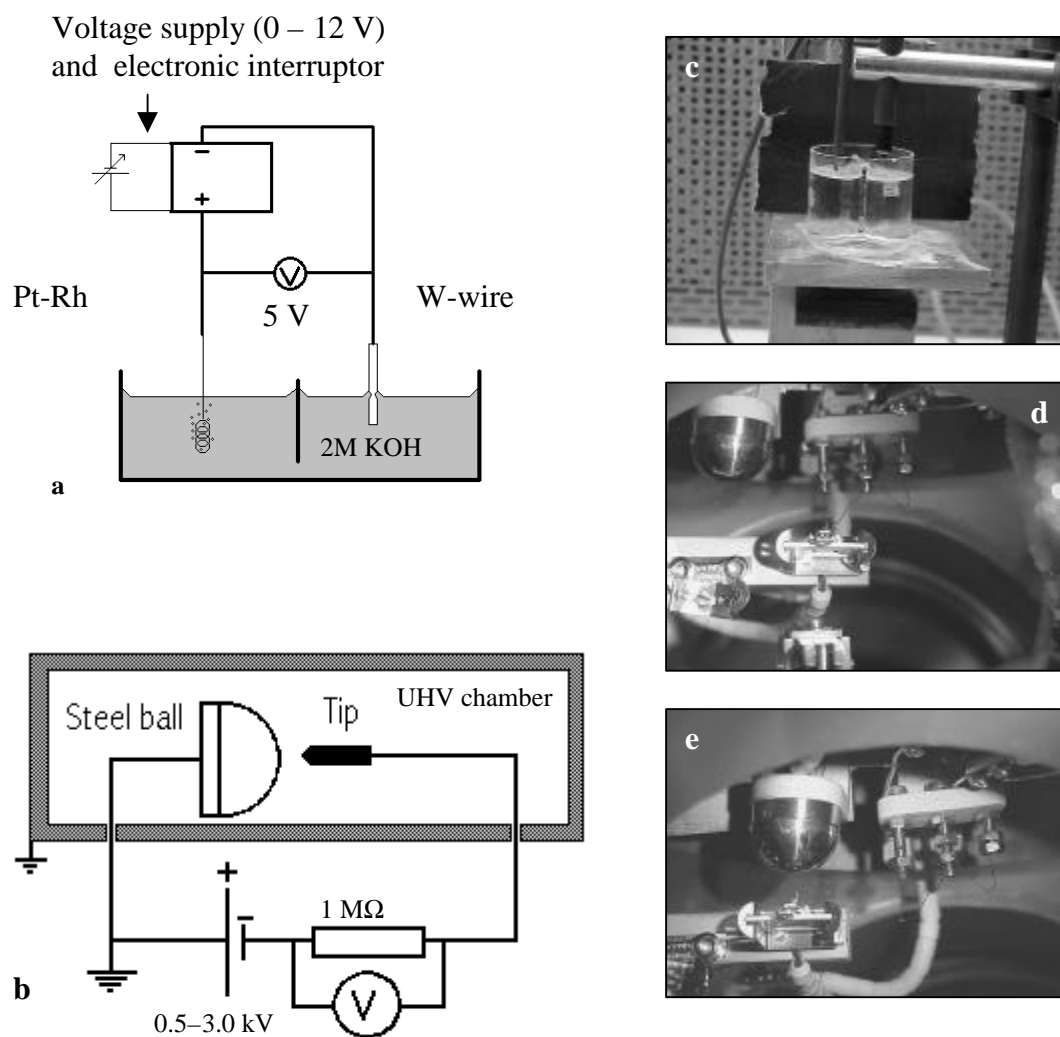 Voltage supply (0 – 12 V)
and electronic interruptor
−
+
Pt-Rh
V
5 V
W-wire
2M KOH
a
Steel ball
Tip
UHV chamber
+
-
1 MΩ
V
0.5–3.0 kV
b
c
d
e